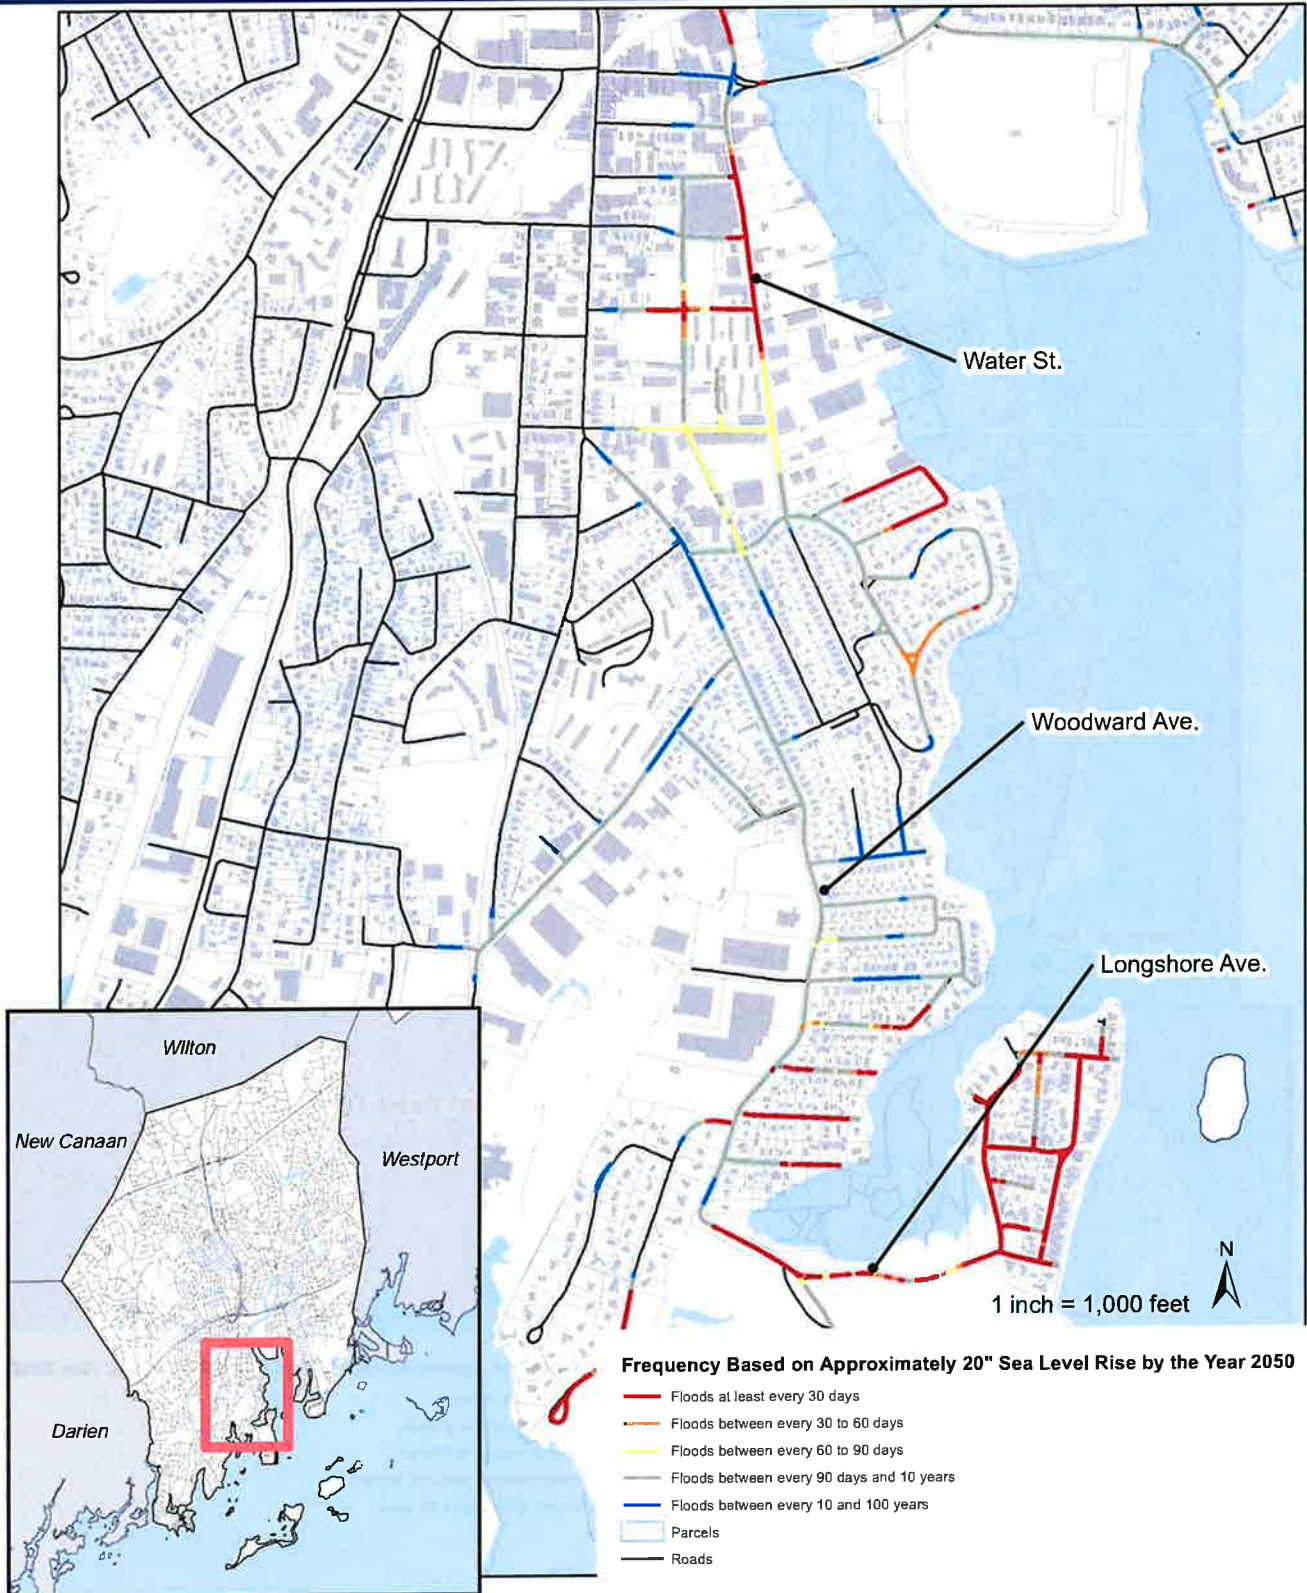 Water St.
Woodward Ave.
Longshore Ave.
Wilton
New Canaan
Westport
Darien
N
1 inch = 1,000 feet
Frequency Based on Approximately 20" Sea Level Rise by the Year 2050
Floods at least every 30 days
Floods between every 30 to 60 days
Floods between every 60 to 90 days
Floods between every 90 days and 10 years
Floods between every 10 and 100 years
Parcels
Roads